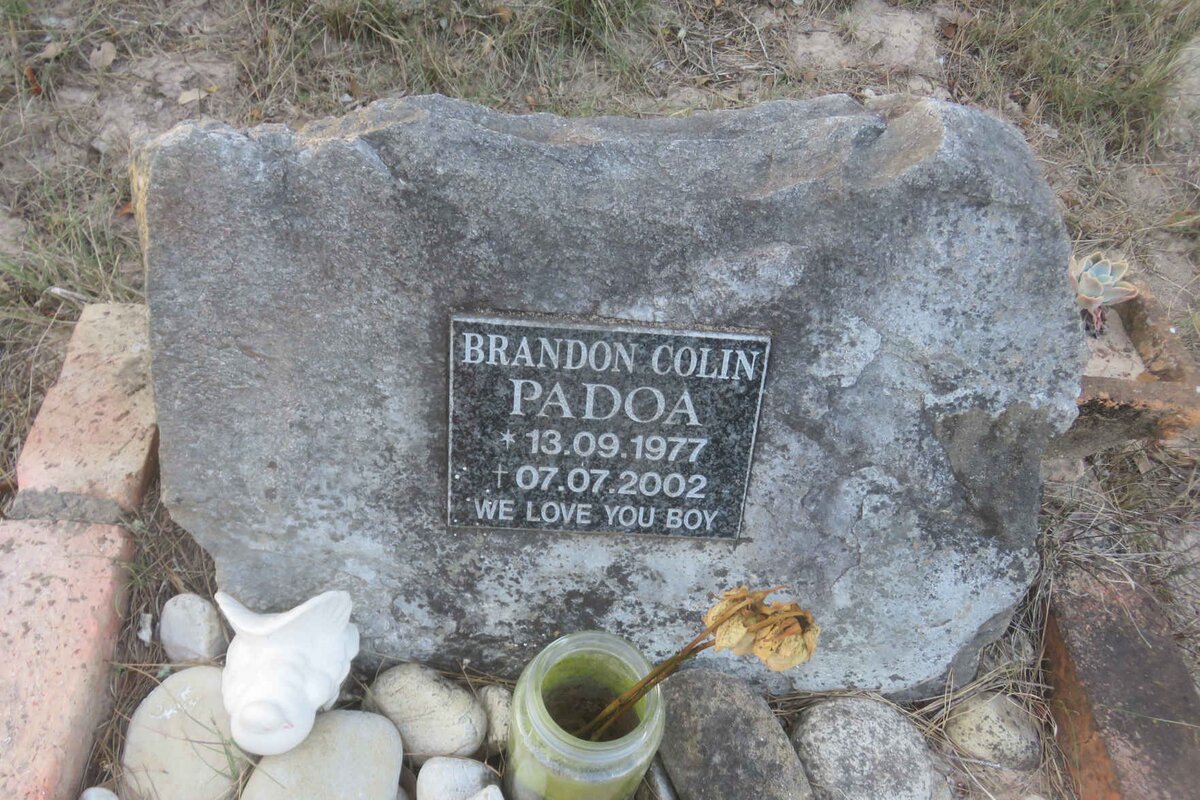 BRANDON COLIN
PADOA
* 13.09.1977
† 07.07.2002
WE LOVE YOU BOY